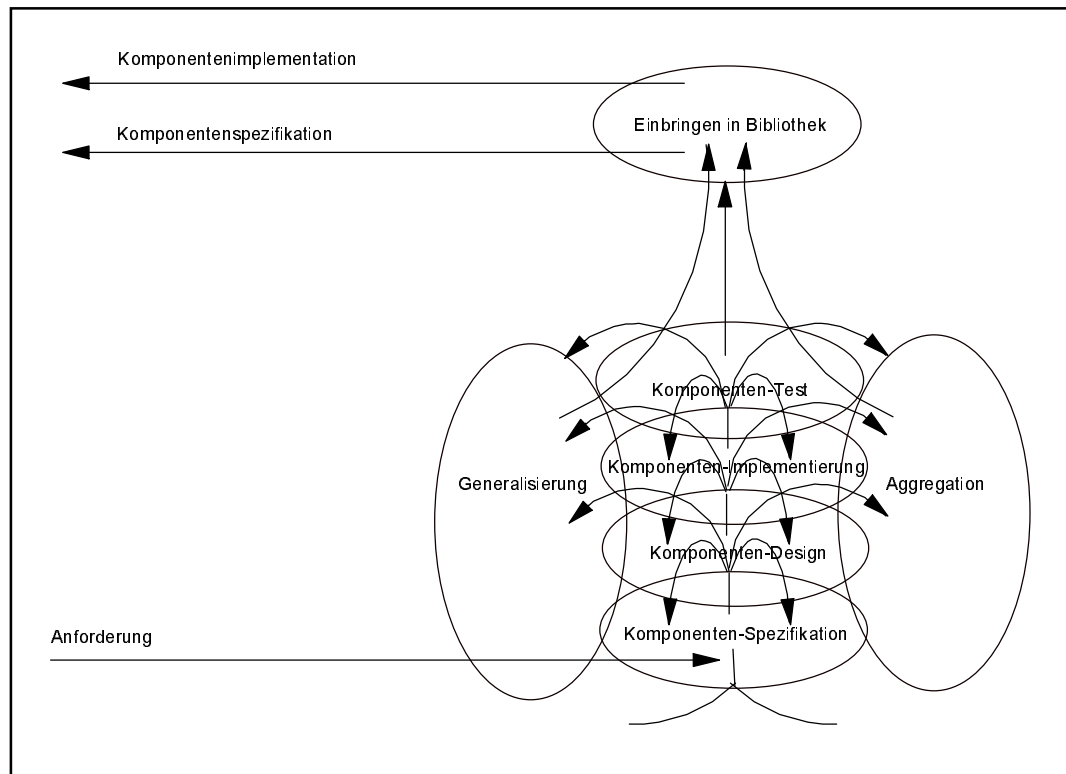 Komponentenimplementation
Komponentenspezifikation
Einbringen in Bibliothek
Komponenten-Test
Komponenten-Implementierung
Generalisierung
Aggregation
Komponenten-Design
Komponenten-Spezifikation
Anforderung